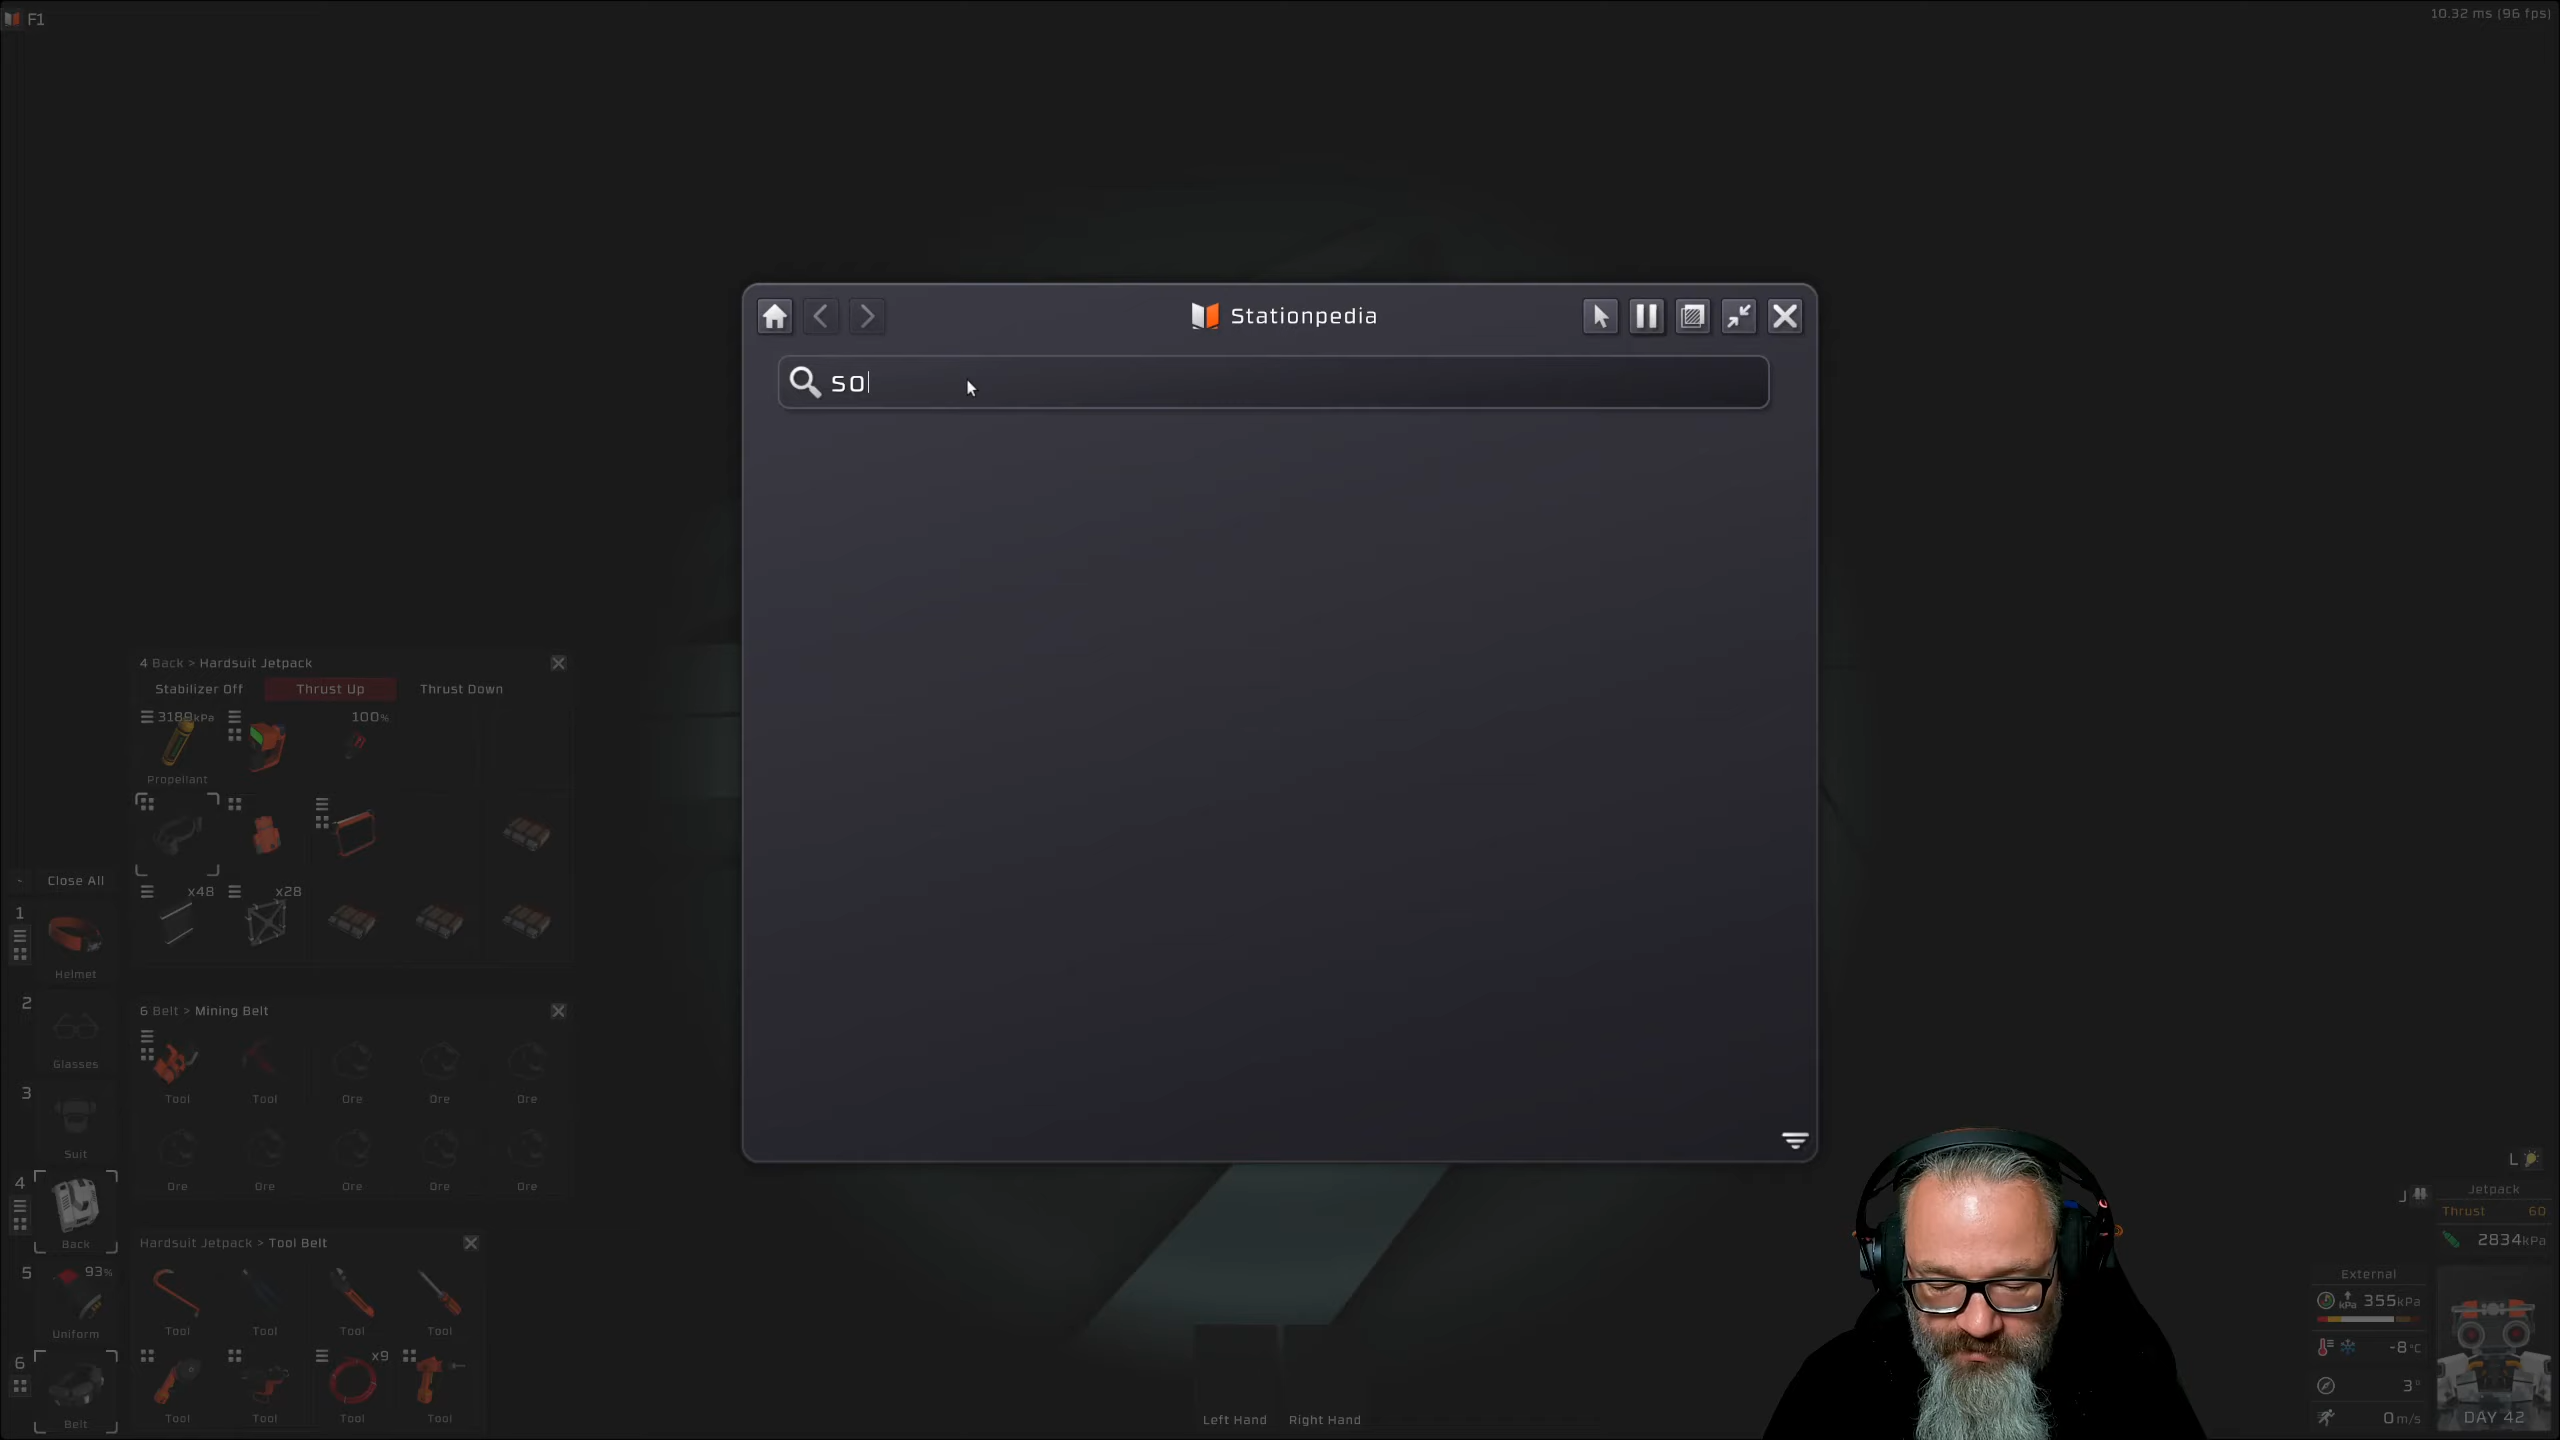 F1
10.32 ms (96 fps)
Stationpedia
so
4 Back > Hardsuit Jetpack
Stabilizer Off
Thrust Up
Thrust Down
3189kPa
100%
Propellant
x48
x28
- Close All
1
Helmet
2
Glasses
3
Suit
4
Back
5
93%
Uniform
6
Belt
6 Belt > Mining Belt
Tool
Tool
Ore
Ore
Ore
Ore
Ore
Ore
Ore
Ore
Hardsuit Jetpack > Tool Belt
Tool
Tool
Tool
Tool
x9
Tool
Tool
Tool
Tool
Left Hand
Right Hand
L
J
Jetpack
Thrust 60
2834kPa
External
kPa 355kPa
-8°C
3°
0m/s
DAY 42